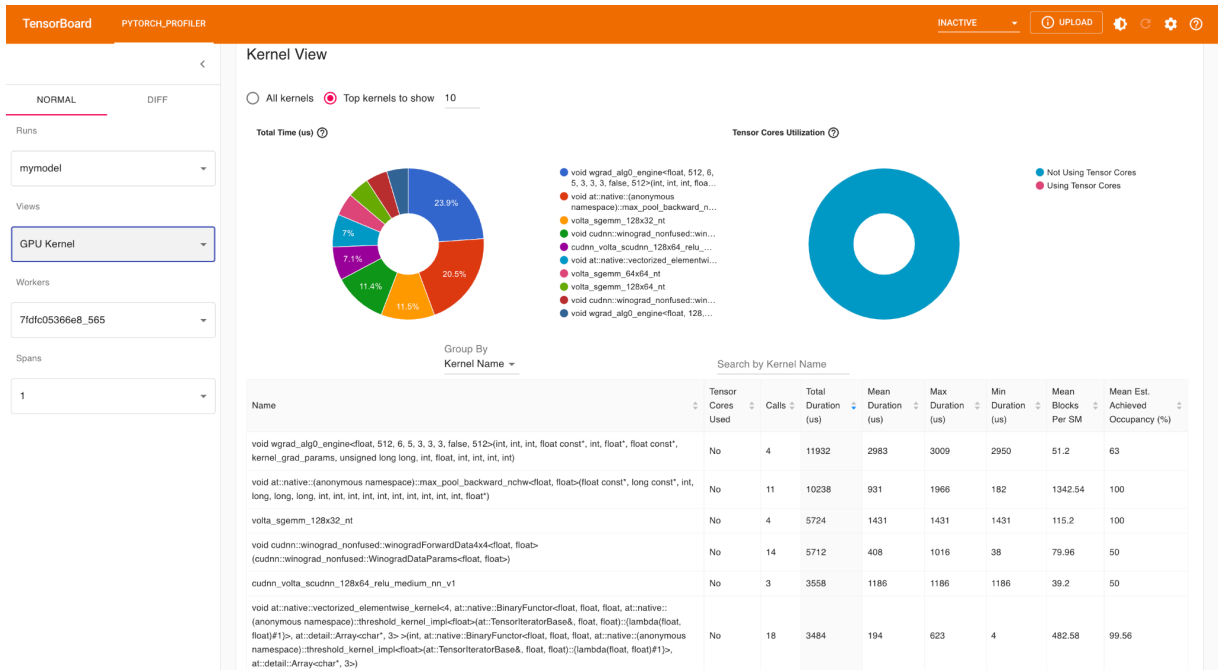 TensorBoard
PYTORCH_PROFILER
INACTIVE
UPLOAD
NORMAL
DIFF
Runs
mymodel
Views
GPU Kernel
Workers
7fdfc05366e8_565
Spans
1
Kernel View
All kernels
Top kernels to show 10
Total Time (us)
23.9%
20.5%
11.5%
11.4%
7.1%
7%
void wgrad_alg0_engine<float, 512, 6,
5, 3, 3, 3, false, 512>(int, int, int, floa...
void at::native::(anonymous
namespace)::max_pool_backward_n...
volta_sgemm_128x32_nt
void cudnn::winograd_nonfused::win...
cudnn_volta_scudnn_128x64_relu_...
void at::native::vectorized_elementwi...
volta_sgemm_64x64_nt
volta_sgemm_128x64_nt
void cudnn::winograd_nonfused::win...
void wgrad_alg0_engine<float, 128,...
Tensor Cores Utilization
Not Using Tensor Cores
Using Tensor Cores
Group By
Kernel Name
Search by Kernel Name
Name
Tensor
Cores
Used
Calls
Total
Duration
(us)
Mean
Duration
(us)
Max
Duration
(us)
Min
Duration
(us)
Mean
Blocks
Per SM
Mean Est.
Achieved
Occupancy (%)
void wgrad_alg0_engine<float, 512, 6, 5, 3, 3, 3, false, 512>(int, int, int, float const*, int, float*, float const*,
kernel_grad_params, unsigned long long, int, float, int, int, int, int)
No 4 11932 2983 3009 2950 51.2 63
void at::native::(anonymous namespace)::max_pool_backward_nchw<float, float>(float const*, long const*, int,
long, long, long, int, int, int, int, int, int, int, int, int, int, float*)
No 11 10238 931 1966 182 1342.54 100
volta_sgemm_128x32_nt
No 4 5724 1431 1431 1431 115.2 100
void cudnn::winograd_nonfused::winogradForwardData4x4<float, float>
(cudnn::winograd_nonfused::WinogradDataParams<float, float>)
No 14 5712 408 1016 38 79.96 50
cudnn_volta_scudnn_128x64_relu_medium_nn_v1
No 3 3558 1186 1186 1186 39.2 50
void at::native::vectorized_elementwise_kernel<4, at::native::BinaryFunctor<float, float, float, at::native::
(anonymous namespace)::threshold_kernel_impl<float>(at::TensorIteratorBase&, float, float)::{lambda(float,
float)#1}>, at::detail::Array<char*, 3> >(int, at::native::BinaryFunctor<float, float, float, at::native::(anonymous
namespace)::threshold_kernel_impl<float>(at::TensorIteratorBase&, float, float)::{lambda(float, float)#1}>,
at::detail::Array<char*, 3>)
No 18 3484 194 623 4 482.58 99.56